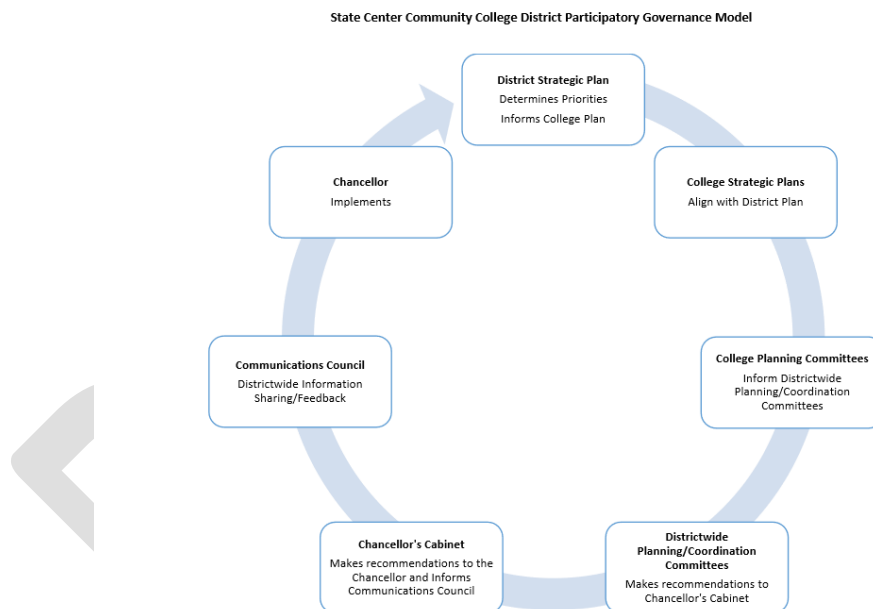 State Center Community College District Participatory Governance Model
District Strategic Plan
Determines Priorities
Informs College Plan
College Strategic Plans
Align with District Plan
College Planning Committees
Inform Districtwide
Planning/Coordination
Committees
Districtwide
Planning/Coordination
Committees
Makes recommendations to
Chancellor's Cabinet
Chancellor's Cabinet
Makes recommendations to the
Chancellor and Informs
Communications Council
Communications Council
Districtwide Information
Sharing/Feedback
Chancellor
Implements